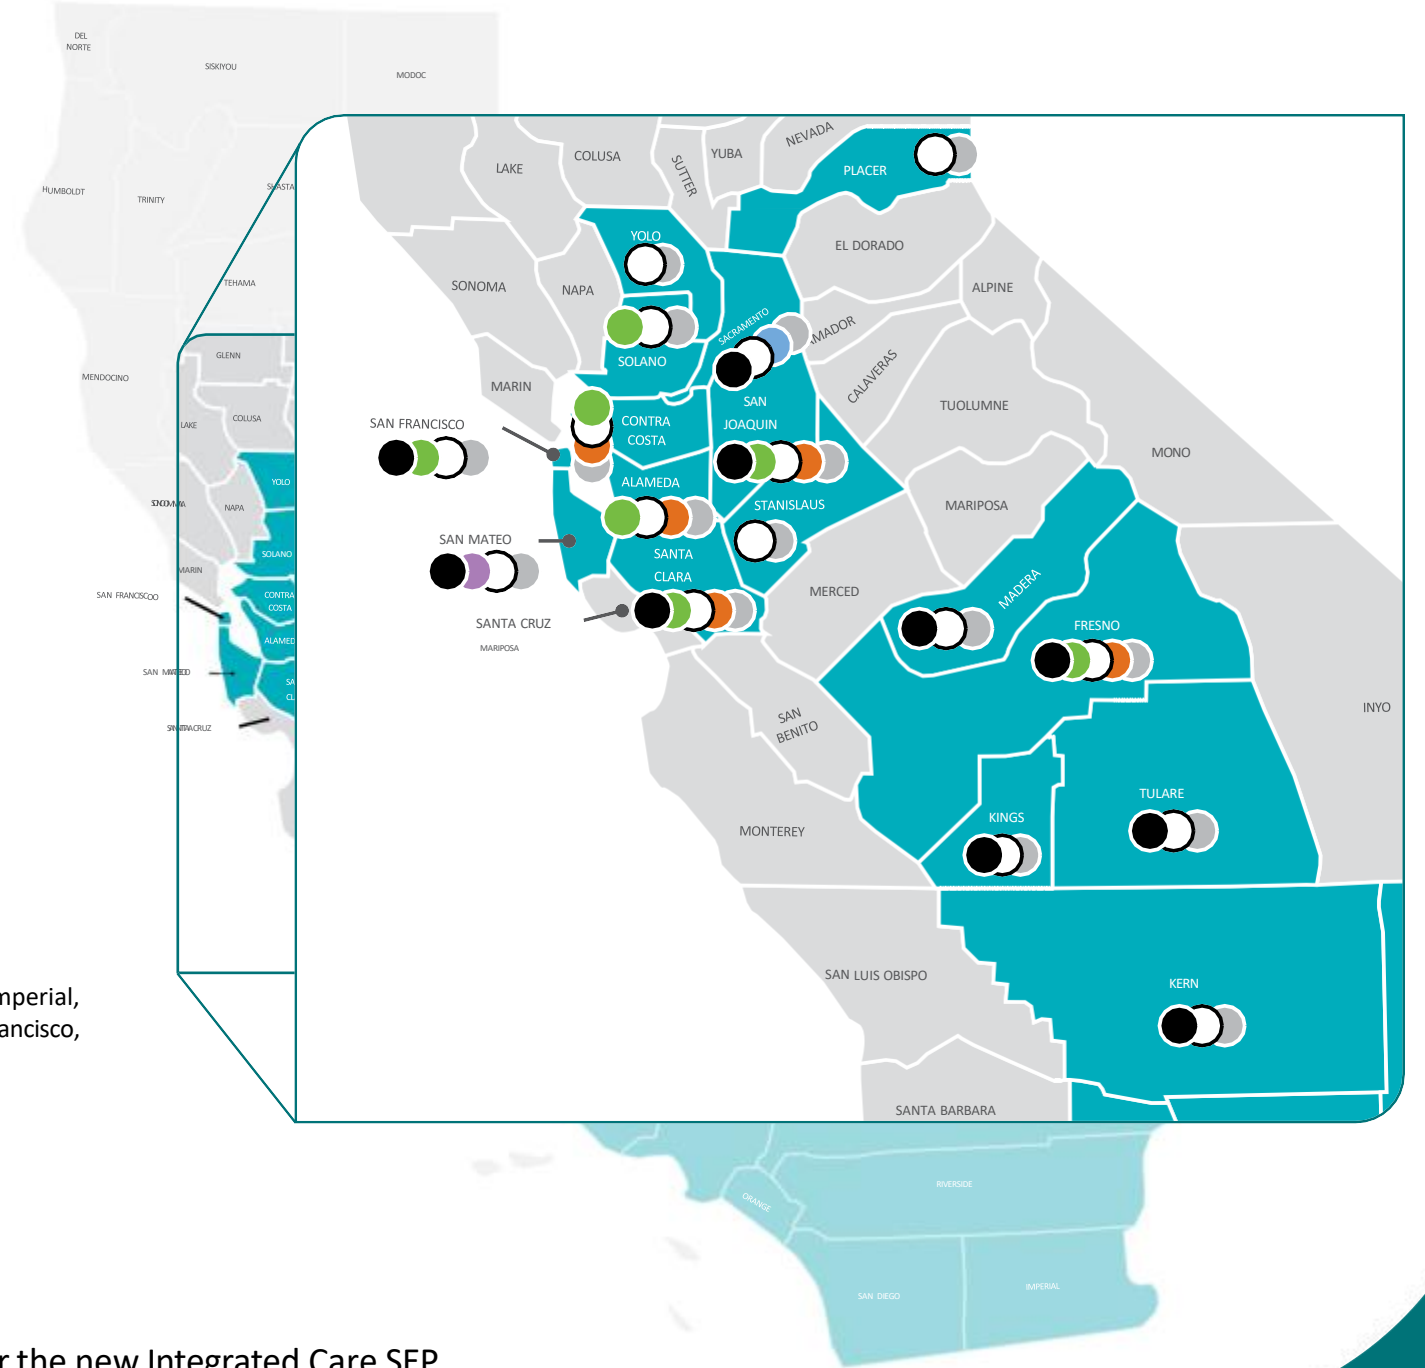 DEL
NORTE
SISKIYOU
MODOC
HUMBOLDT
TRINITY
SHASTA
TEHAMA
MENDOCINO
GLENN
LAKE
COLUSA
YOLO
NAPA
SOLANO
MARIN
CONTRA
COSTA
SAN FRANCISCO
ALAMED
SAN MATEO
SA
CL
SANTA CRUZ
LAKE
COLUSA
SUTTER
YUBA
NEVADA
PLACER
YOLO
EL DORADO
SONOMA
NAPA
ALPINE
SACRAMENTO
AMADOR
SOLANO
MARIN
CALAVERAS
SAN
JOAQUIN
TUOLUMNE
SAN FRANCISCO
CONTRA
COSTA
MONO
ALAMEDA
STANISLAUS
MARIPOSA
SAN MATEO
SANTA
CLARA
MERCED
MADERA
SANTA CRUZ
MARIPOSA
FRESNO
SAN
BENITO
INYO
TULARE
KINGS
MONTEREY
SAN LUIS OBISPO
KERN
SANTA BARBARA
mperial,
ancisco,
ORANGE
RIVERSIDE
SAN DIEGO
IMPERIAL
r the new Integrated Care SEP